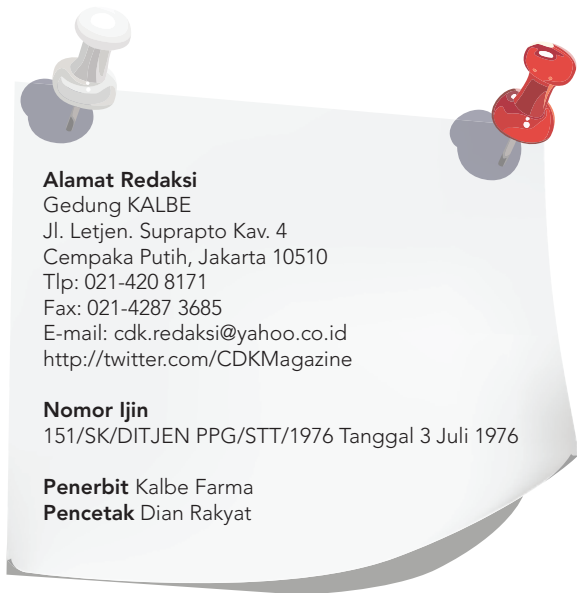 Alamat Redaksi
Gedung KALBE
Jl. Letjen. Suprapto Kav. 4
Cempaka Putih, Jakarta 10510
Tlp: 021-420 8171
Fax: 021-4287 3685
E-mail: cdk.redaksi@yahoo.co.id
http://twitter.com/CDKMagazine
Nomor Ijin
151/SK/DITJEN PPG/STT/1976 Tanggal 3 Juli 1976
Penerbit Kalbe Farma
Pencetak Dian Rakyat